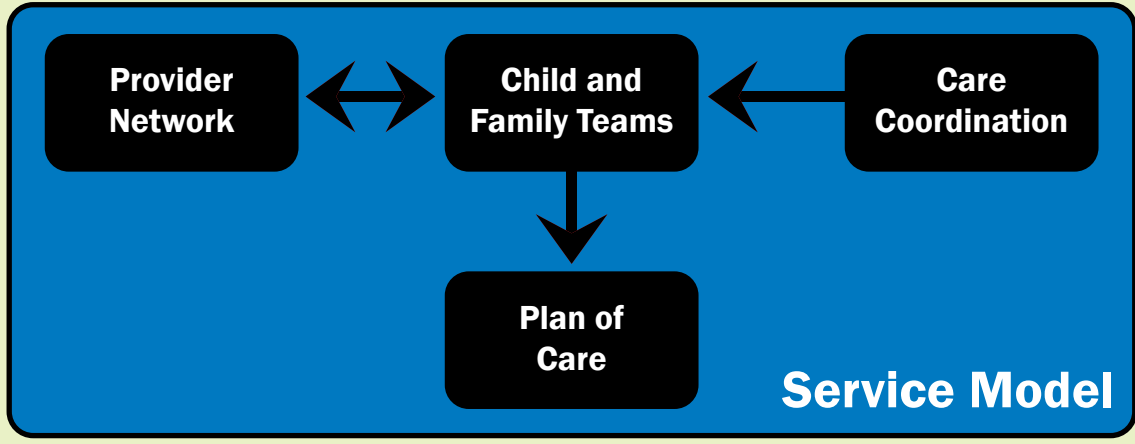 Provider
Network
Child and
Family Teams
Care
Coordination
Plan of
Care
Service Model